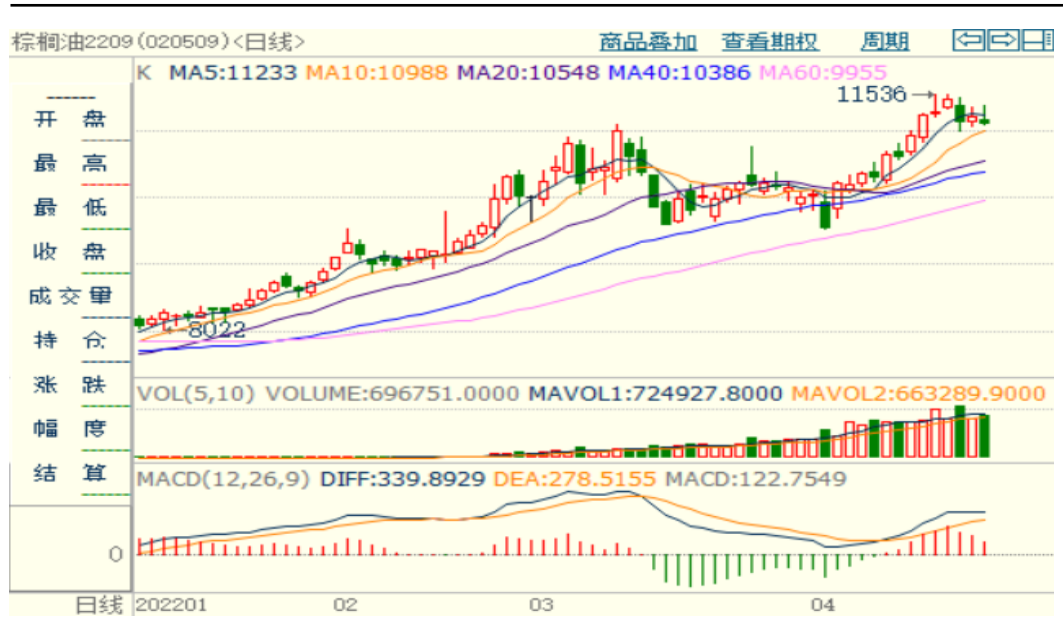 棕榈油2209(020509)<日线> 商品叠加 查看期权 周期
K MA5:11233 MA10:10988 MA20:10548 MA40:10386 MA60:9955
11536
开盘
最高
最低
收盘
成交量
持仓
涨跌
幅度
结算
8022
VOL(5,10) VOLUME:696751.0000 MAVOL1:724927.8000 MAVOL2:663289.9000
MACD(12,26,9) DIFF:339.8929 DEA:278.5155 MACD:122.7549
0
日线 202201 02 03 04